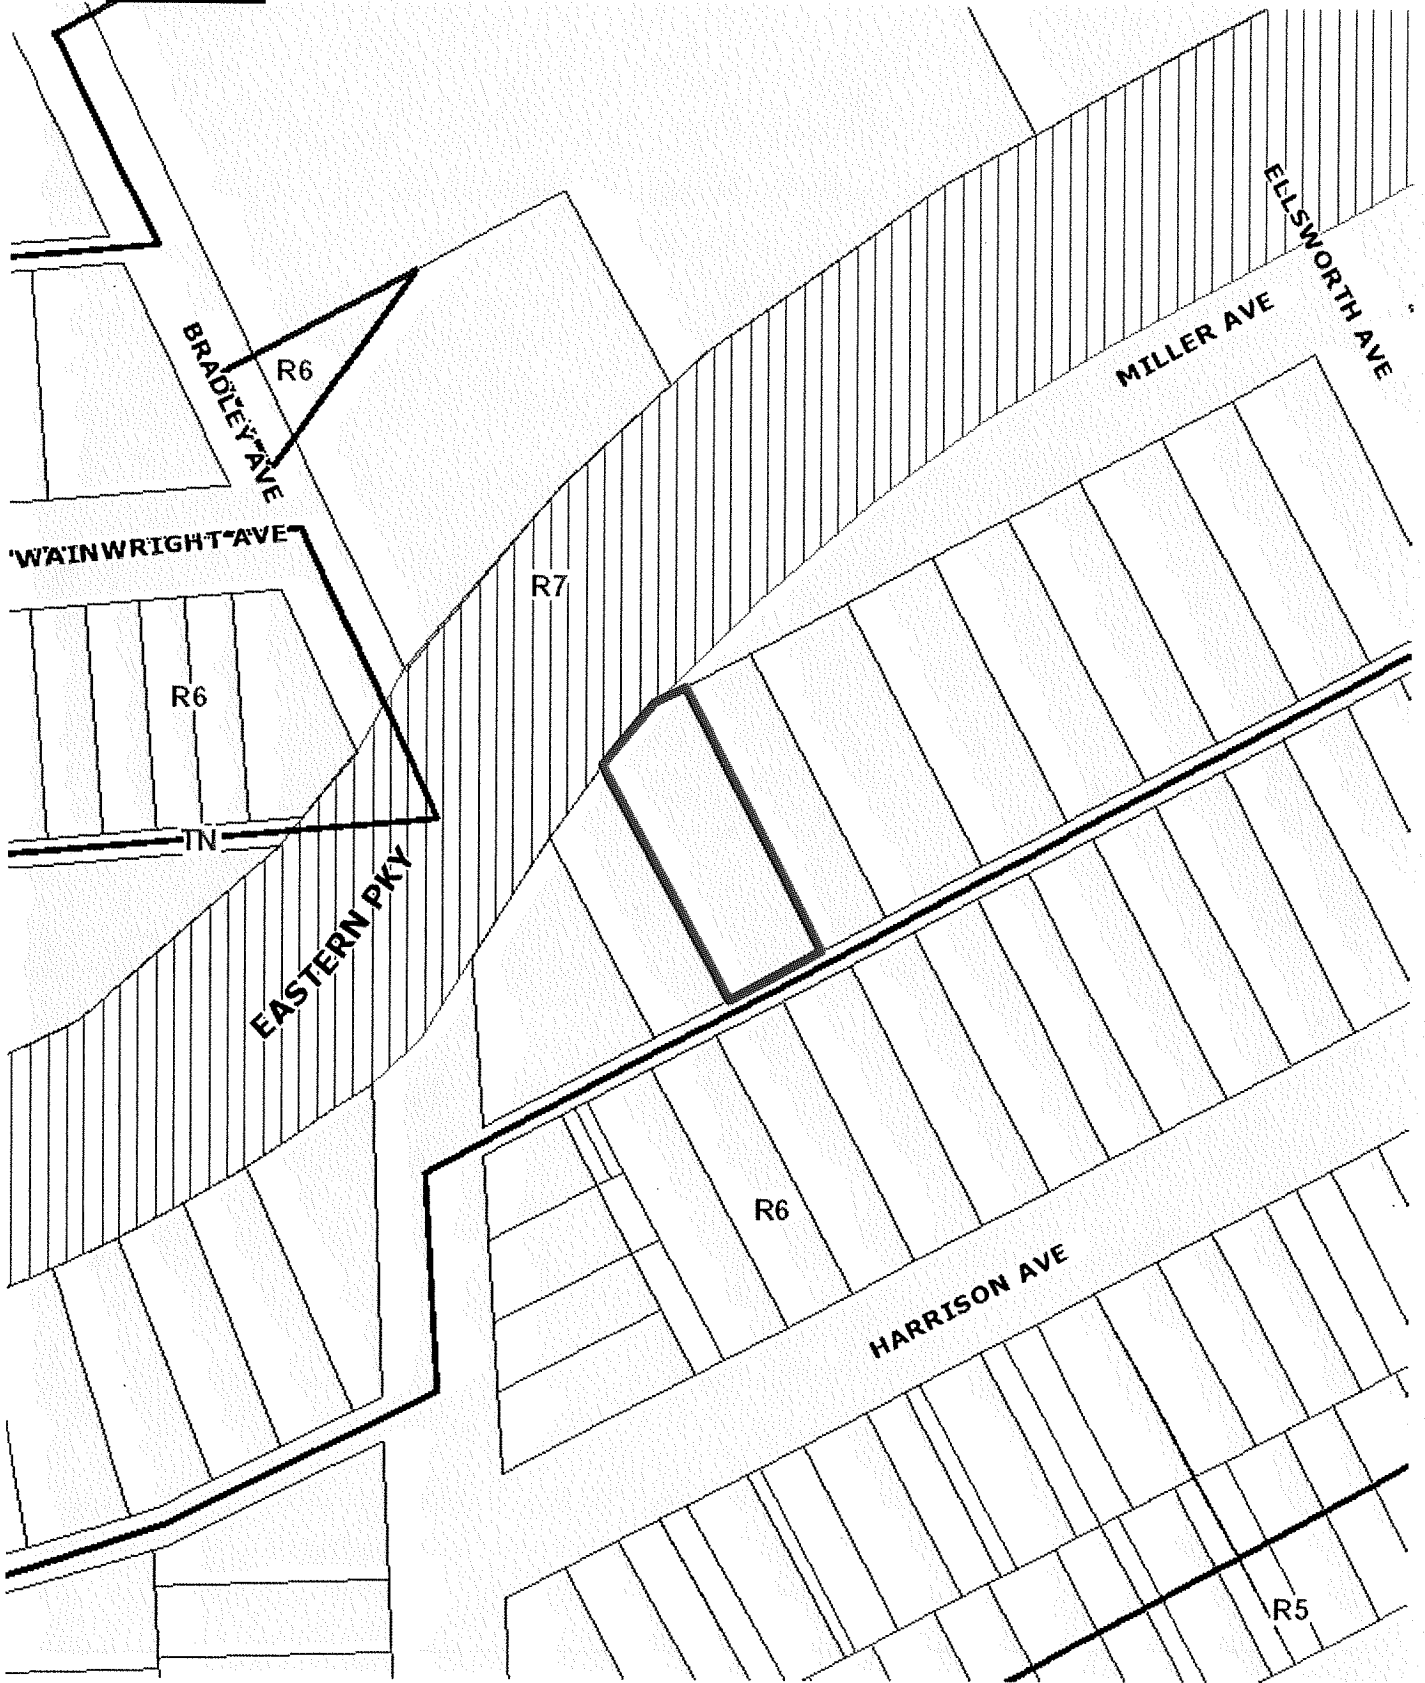 ELLSWORTH AVE
MILLER AVE
BRADLEY AVE
R6
WAINWRIGHT AVE
R7
R6
TN
EASTERN PKY
R6
HARRISON AVE
R5